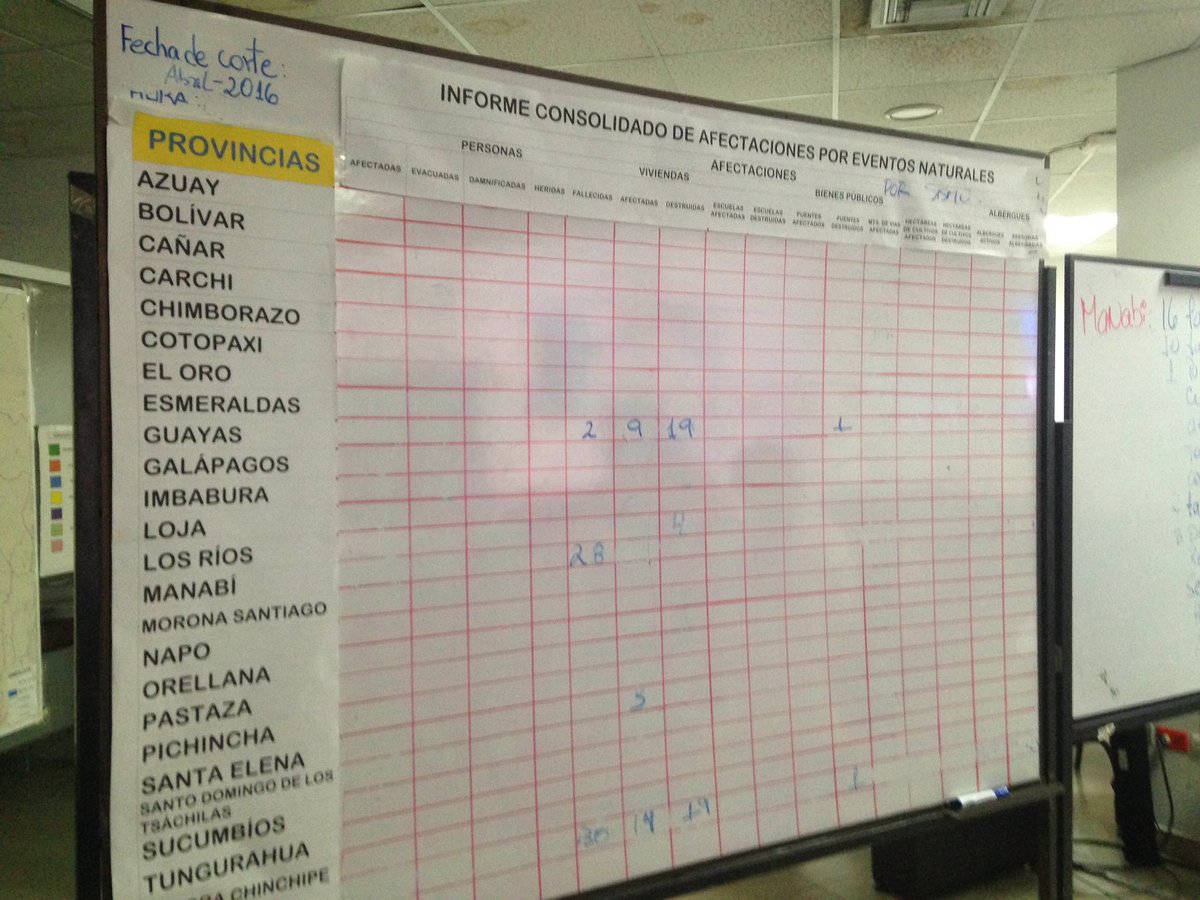 Fecha de corte:
Abril-2016
INFORME CONSOLIDADO DE AFECTACIONES POR EVENTOS NATURALES
POR SISMO
PERSONAS
VIVIENDAS
AFECTACIONES
BIENES PÚBLICOS
ALBERGUES
AFECTADAS EVACUADAS DAMNIFICADAS HERIDAS FALLECIDAS AFECTADAS DESTRUIDAS ESCUELAS AFECTADAS ESCUELAS DESTRUIDAS PUENTES AFECTADOS PUENTES DESTRUIDOS MTS. DE VIAS AFECTADAS HECTÁREAS DE CULTIVOS AFECTADOS HECTÁREAS DE CULTIVOS DESTRUIDOS ALBERGUES ACTIVOS PERSONAS ALBERGADAS
PROVINCIAS
AZUAY
BOLÍVAR
CAÑAR
CARCHI
CHIMBORAZO
COTOPAXI
EL ORO
ESMERALDAS
GUAYAS 2 9 19 1
GALÁPAGOS
IMBABURA
LOJA 4
LOS RÍOS 28
MANABÍ
MORONA SANTIAGO
NAPO
ORELLANA
PASTAZA
PICHINCHA
SANTA ELENA
SANTO DOMINGO DE LOS
TSÁCHILAS 1
SUCUMBÍOS 30 14 19
TUNGURAHUA
CHINCHIPE
Manabí: 16
10
1